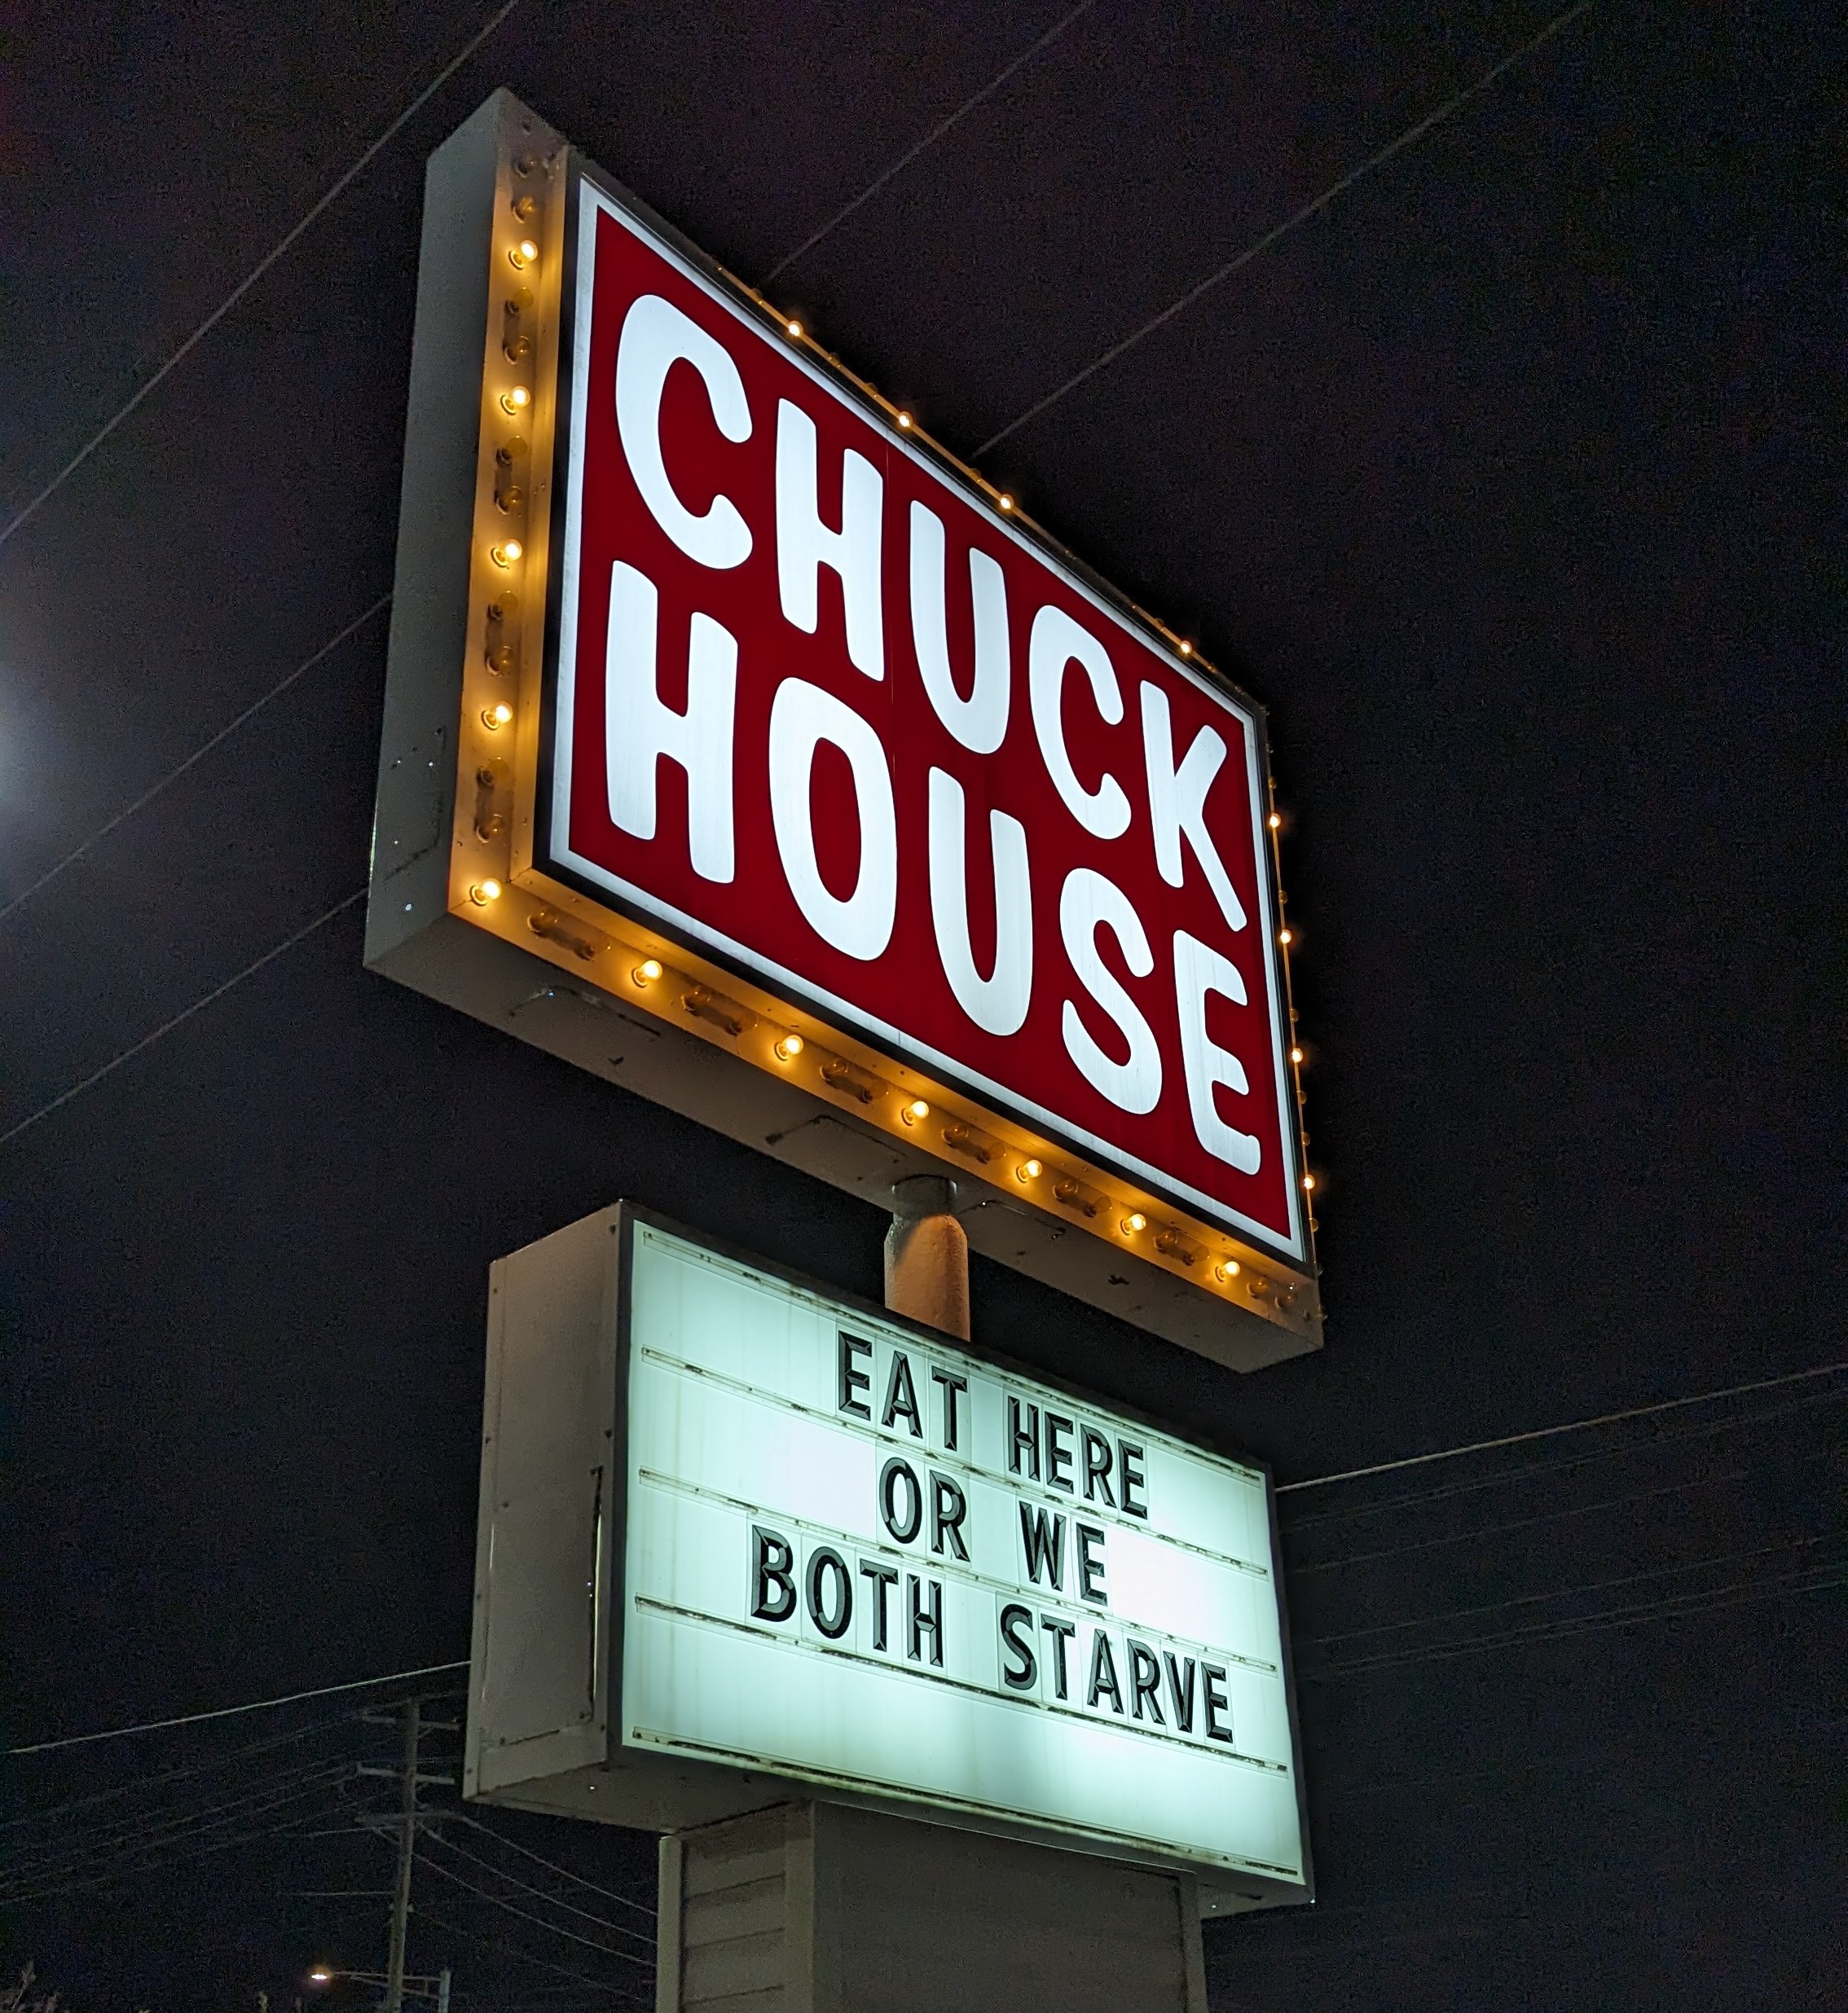 CHUCK
HOUSE
EAT HERE
OR WE
BOTH STARVE